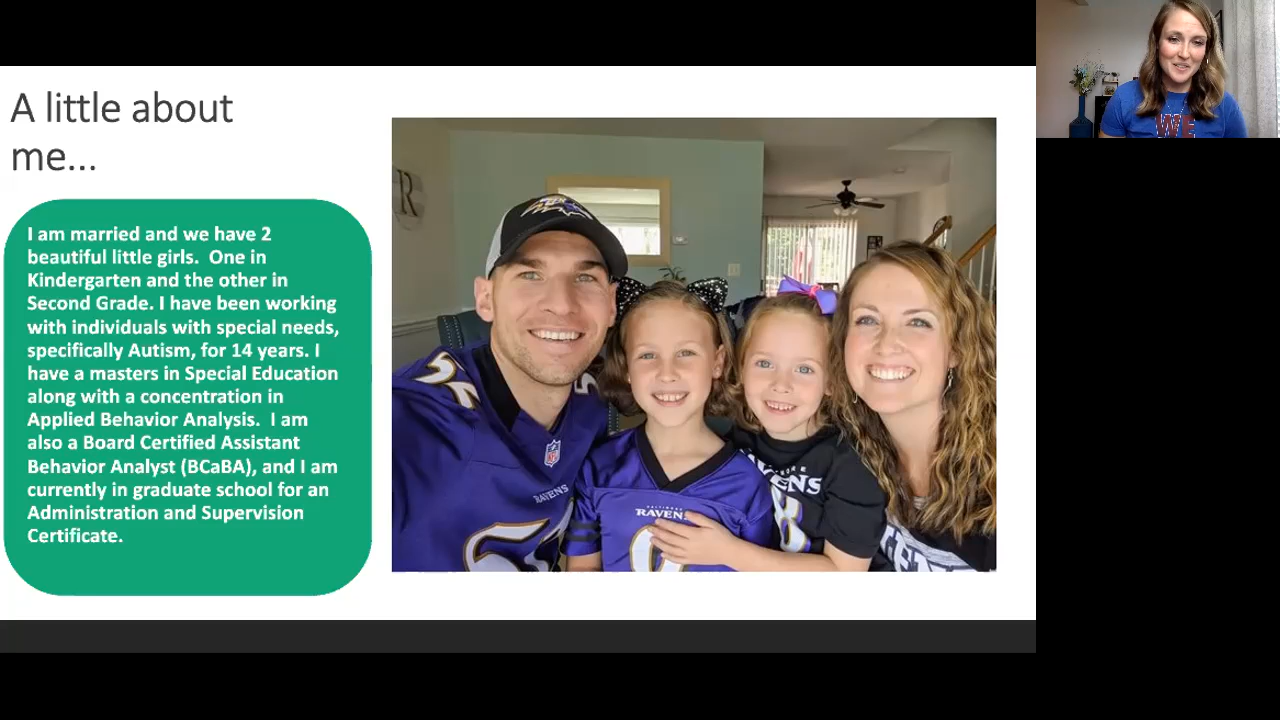 A little about
me...
I am married and we have 2
beautiful little girls.  One in
Kindergarten and the other in
Second Grade. I have been working
with individuals with special needs,
specifically Autism, for 14 years. I
have a masters in Special Education
along with a concentration in
Applied Behavior Analysis.  I am
also a Board Certified Assistant
Behavior Analyst (BCaBA), and I am
currently in graduate school for an
Administration and Supervision
Certificate.
WE
R
NFL
RAVENS
RAVENS